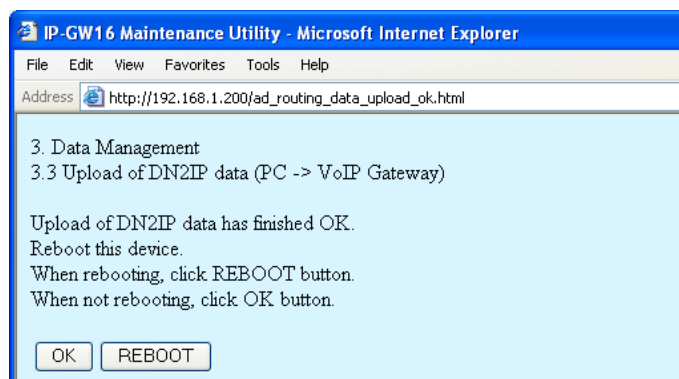 IP-GW16 Maintenance Utility - Microsoft Internet Explorer
File Edit View Favorites Tools Help
Address http://192.168.1.200/ad_routing_data_upload_ok.html
3. Data Management
3.3 Upload of DN2IP data (PC -> VoIP Gateway)
Upload of DN2IP data has finished OK.
Reboot this device.
When rebooting, click REBOOT button.
When not rebooting, click OK button.
OK REBOOT